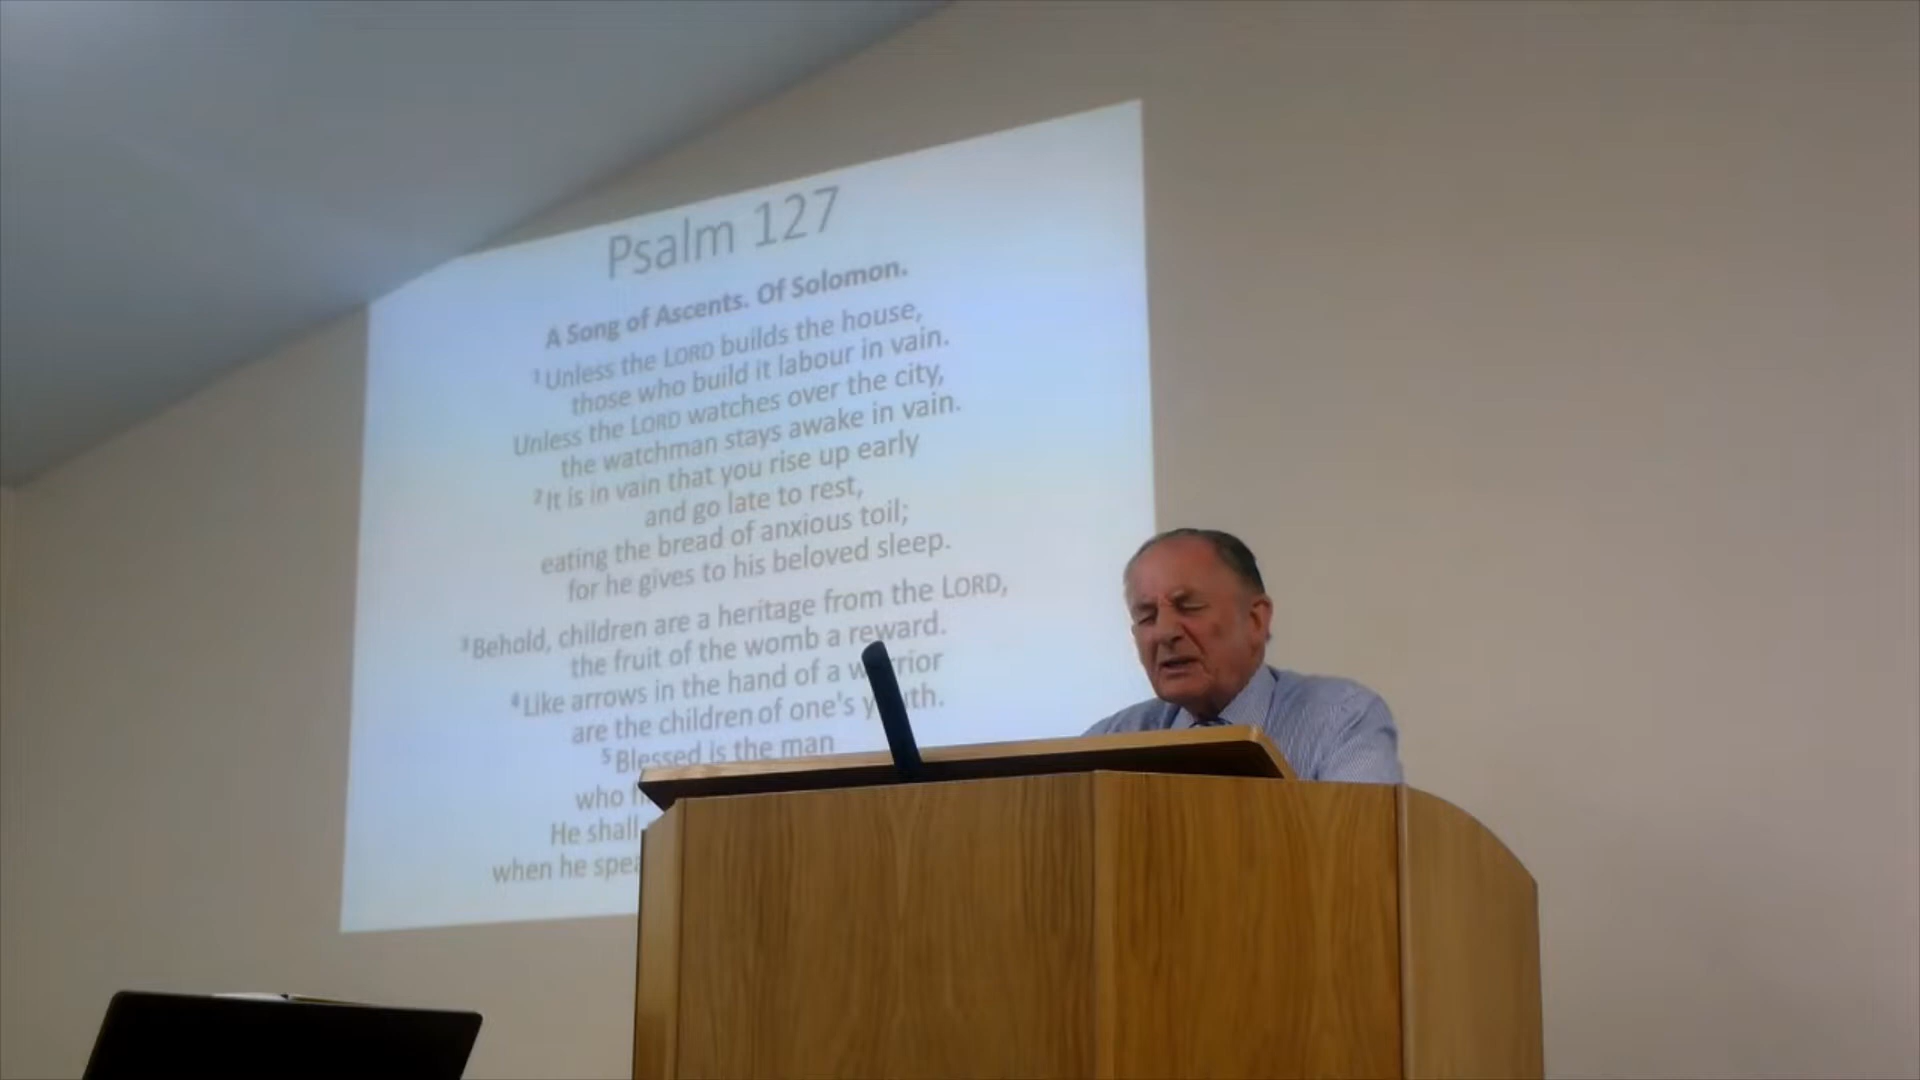 Psalm 127
A Song of Ascents. Of Solomon.
1 Unless the LORD builds the house,
those who build it labour in vain.
Unless the LORD watches over the city,
the watchman stays awake in vain.
2 It is in vain that you rise up early
and go late to rest,
eating the bread of anxious toil;
for he gives to his beloved sleep.
3 Behold, children are a heritage from the LORD,
the fruit of the womb a reward.
4 Like arrows in the hand of a
are the children of one's
5 Blessed is the man
who
He shall
when he